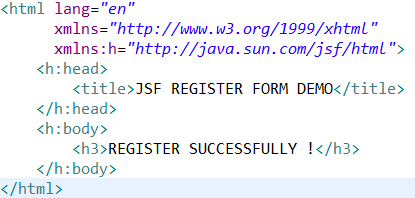 <html lang="en"
xmlns="http://www.w3.org/1999/xhtml"
xmlns:h="http://java.sun.com/jsf/html">
<h:head>
<title>JSF REGISTER FORM DEMO</title>
</h:head>
<h:body>
<h3>REGISTER SUCCESSFULLY !</h3>
</h:body>
</html>